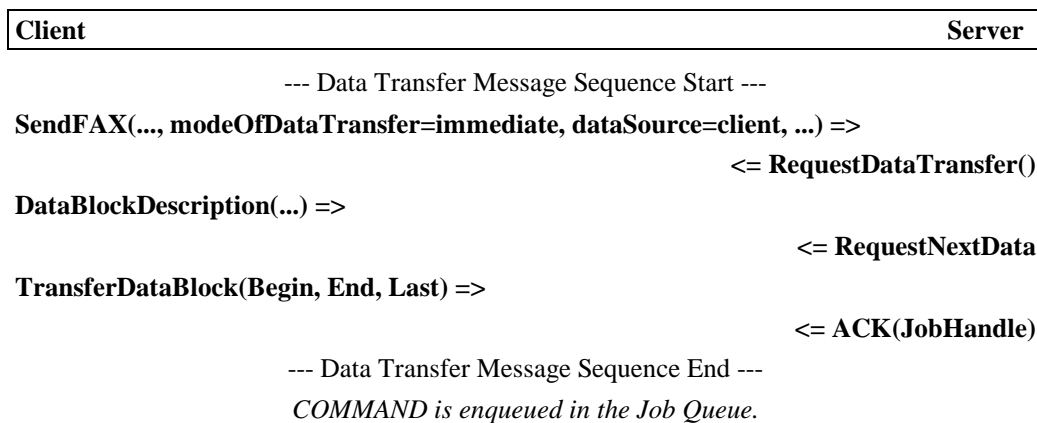 Client Server
--- Data Transfer Message Sequence Start ---
SendFAX(..., modeOfDataTransfer=immediate, dataSource=client, ...) =>
<= RequestDataTransfer()
DataBlockDescription(...) =>
<= RequestNextData
TransferDataBlock(Begin, End, Last) =>
<= ACK(JobHandle)
--- Data Transfer Message Sequence End ---
COMMAND is enqueued in the Job Queue.